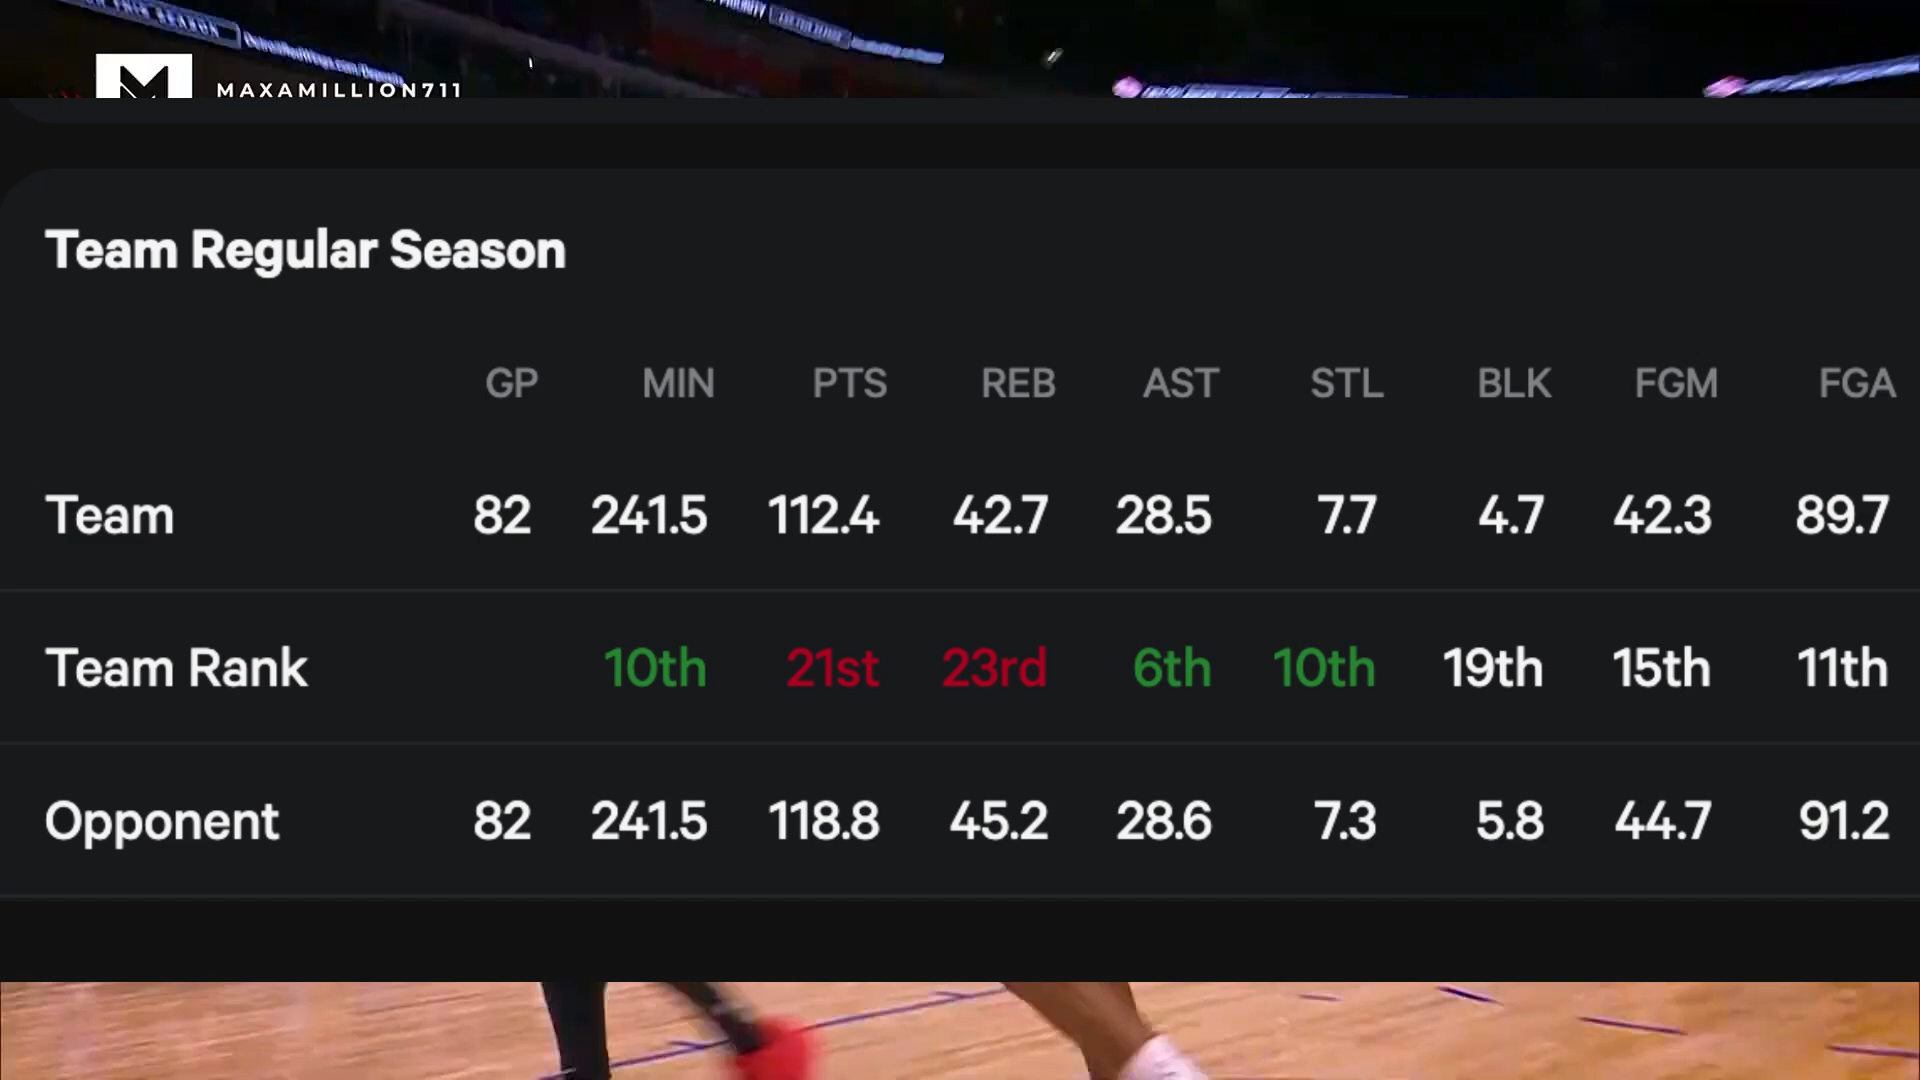 MAXAMILLION711
Team Regular Season
GP MIN PTS REB AST STL BLK FGM FGA
Team 82 241.5 112.4 42.7 28.5 7.7 4.7 42.3 89.7
Team Rank 10th 21st 23rd 6th 10th 19th 15th 11th
Opponent 82 241.5 118.8 45.2 28.6 7.3 5.8 44.7 91.2